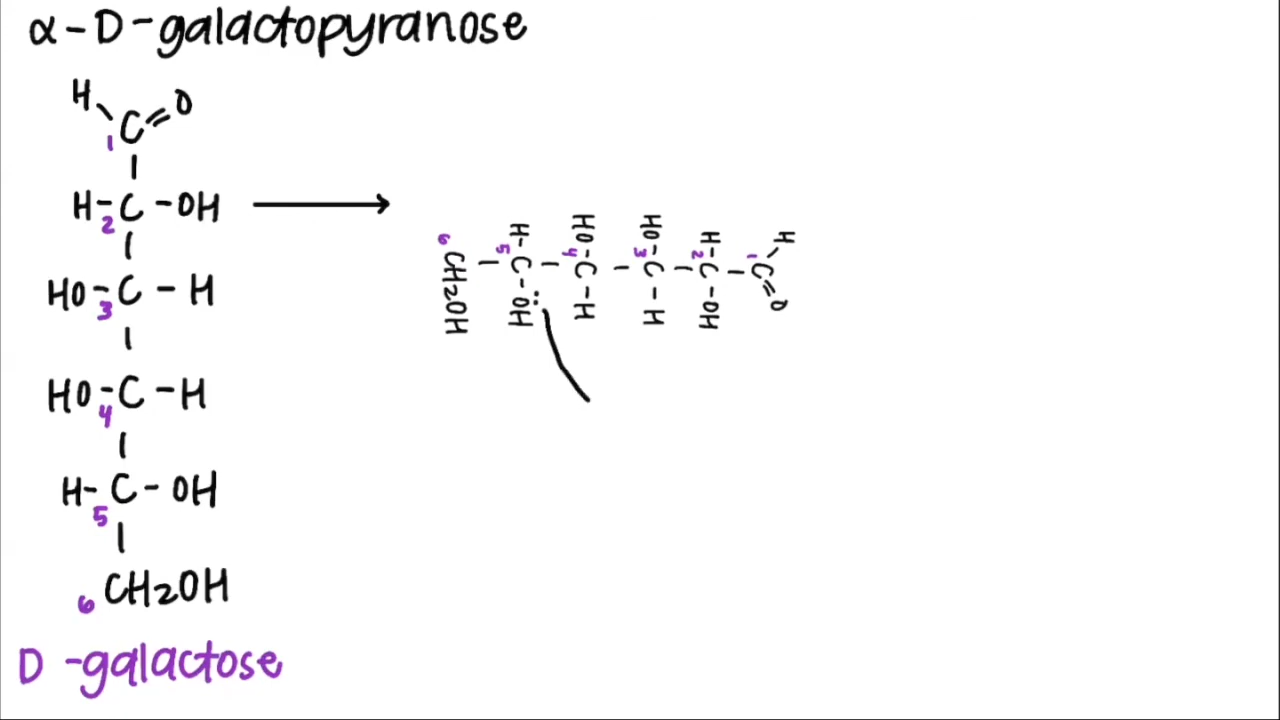 α-D-galactopyranose
H
C=O
1
H-C-OH
2
HO-C-H
3
HO-C-H
4
H-C-OH
5
6 CH2OH
D-galactose
6 CH2OH
H-C-OH
5
HO-C-H
4
HO-C-H
3
H-C-OH
2
H
C=O
1